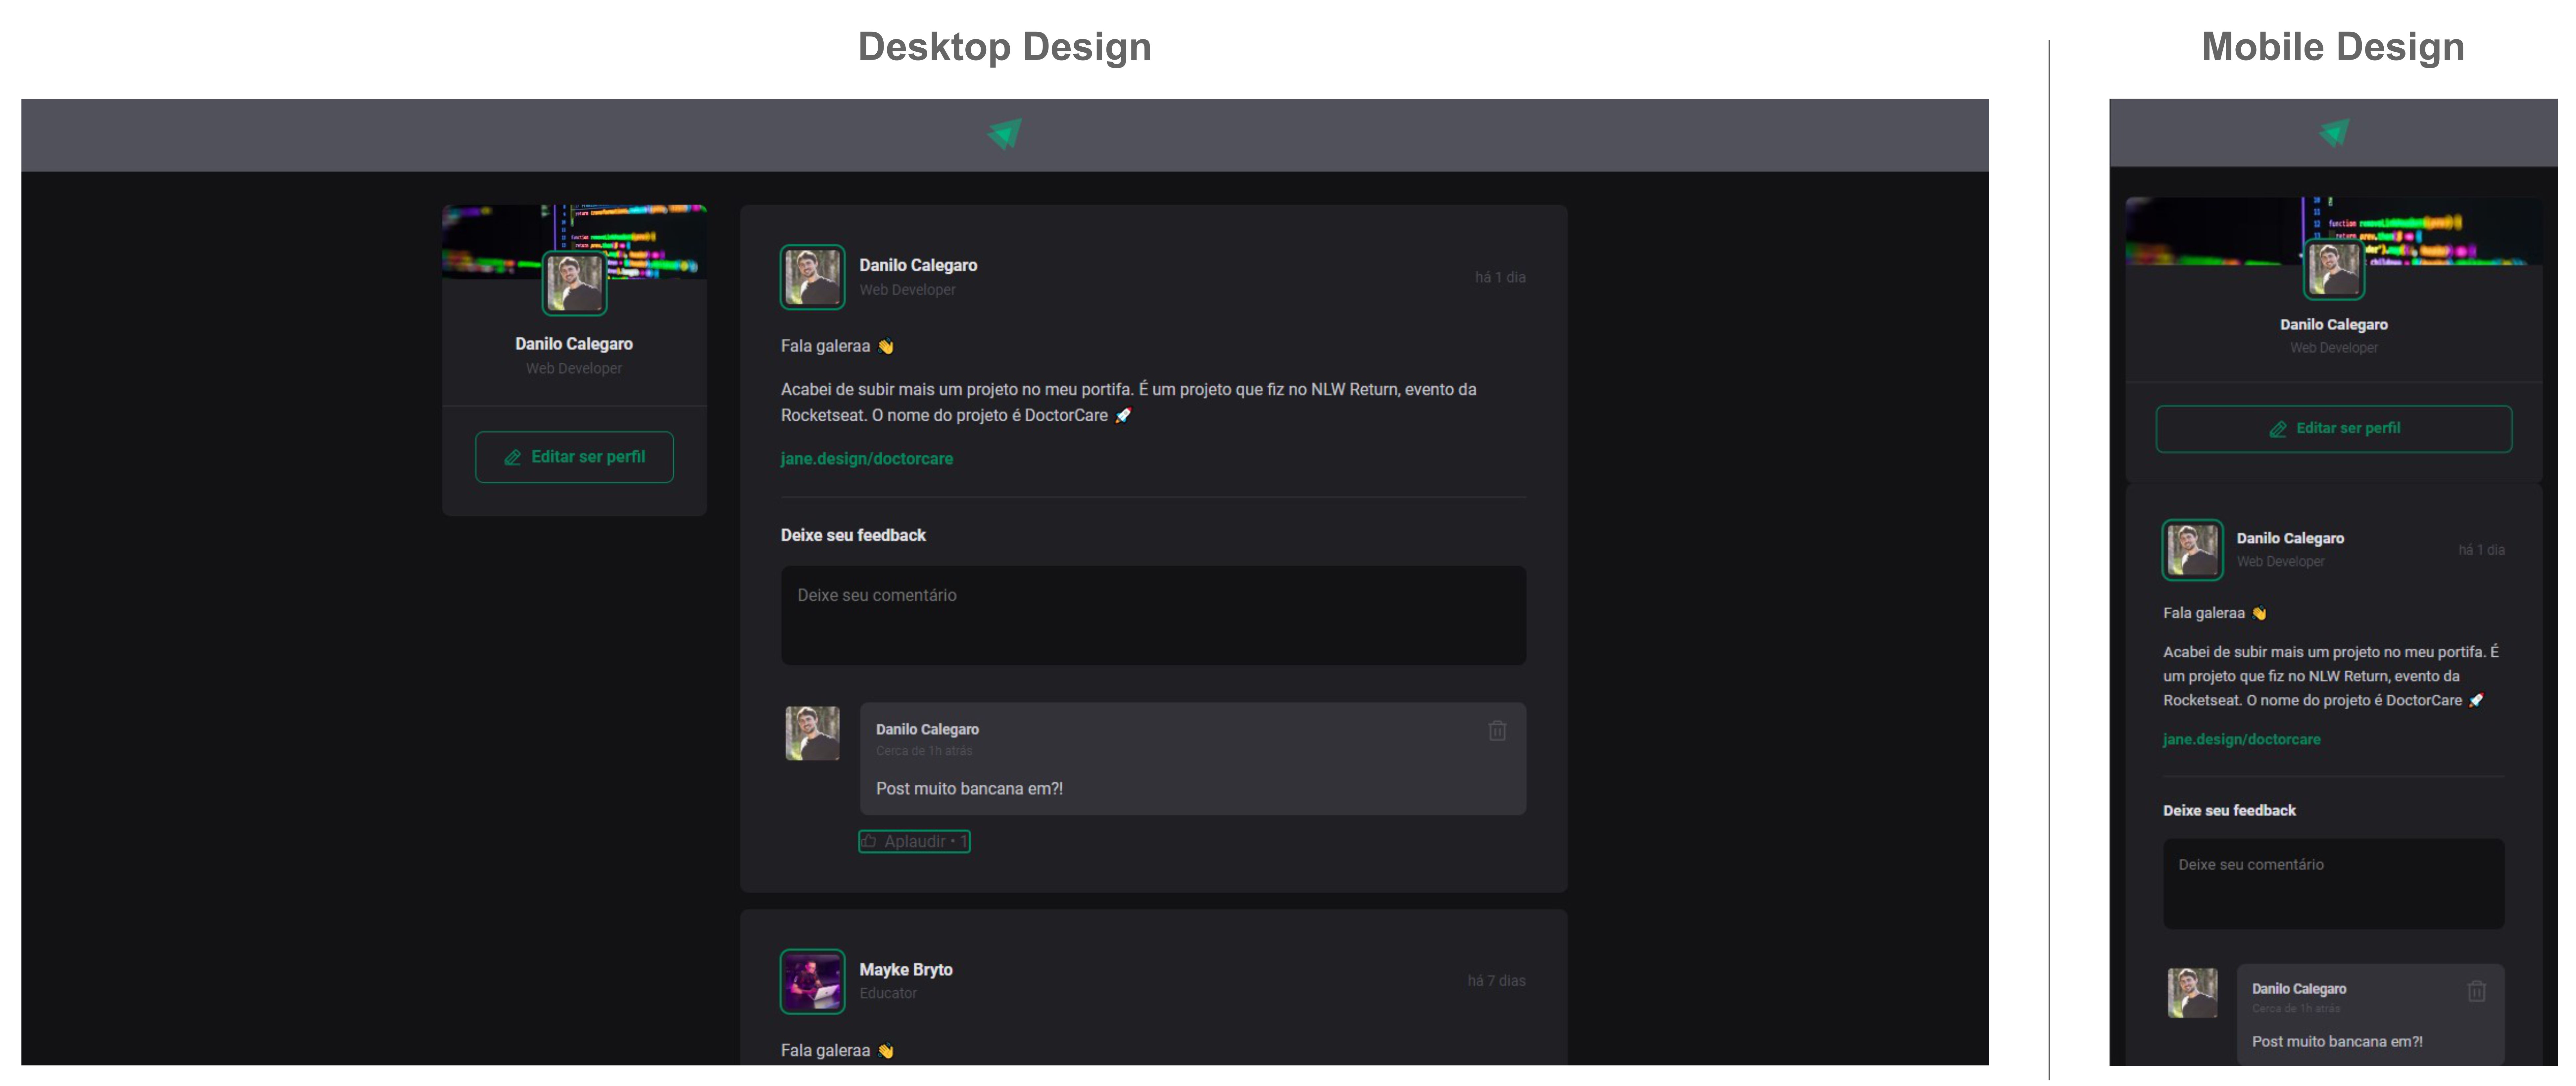 Desktop Design
Danilo Calegaro
Web Developer
Editar ser perfil
Danilo Calegaro
Web Developer
há 1 dia
Fala galeraa 👋
Acabei de subir mais um projeto no meu portifa. É um projeto que fiz no NLW Return, evento da
Rocketseat. O nome do projeto é DoctorCare 🚀
jane.design/doctorcare
Deixe seu feedback
Deixe seu comentário
Danilo Calegaro
Cerca de 1h atrás
Post muito bancana em?!
Aplaudir • 1
Mayke Bryto
Educator
há 7 dias
Fala galeraa 👋
Mobile Design
Danilo Calegaro
Web Developer
Editar ser perfil
Danilo Calegaro
Web Developer
há 1 dia
Fala galeraa 👋
Acabei de subir mais um projeto no meu portifa. É
um projeto que fiz no NLW Return, evento da
Rocketseat. O nome do projeto é DoctorCare 🚀
jane.design/doctorcare
Deixe seu feedback
Deixe seu comentário
Danilo Calegaro
Cerca de 1h atrás
Post muito bancana em?!